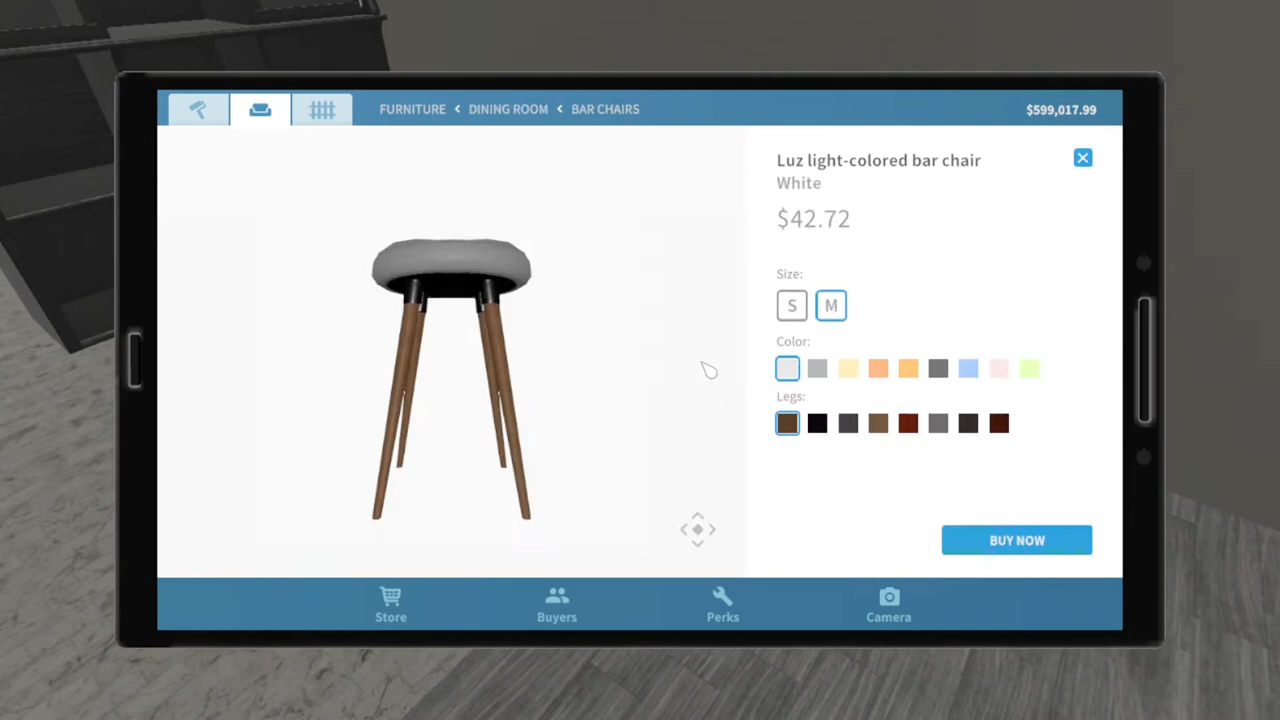 FURNITURE < DINING ROOM < BAR CHAIRS
$599,017.99
Luz light-colored bar chair
White
$42.72
Size:
S M
Color:
Legs:
BUY NOW
Store Buyers Perks Camera